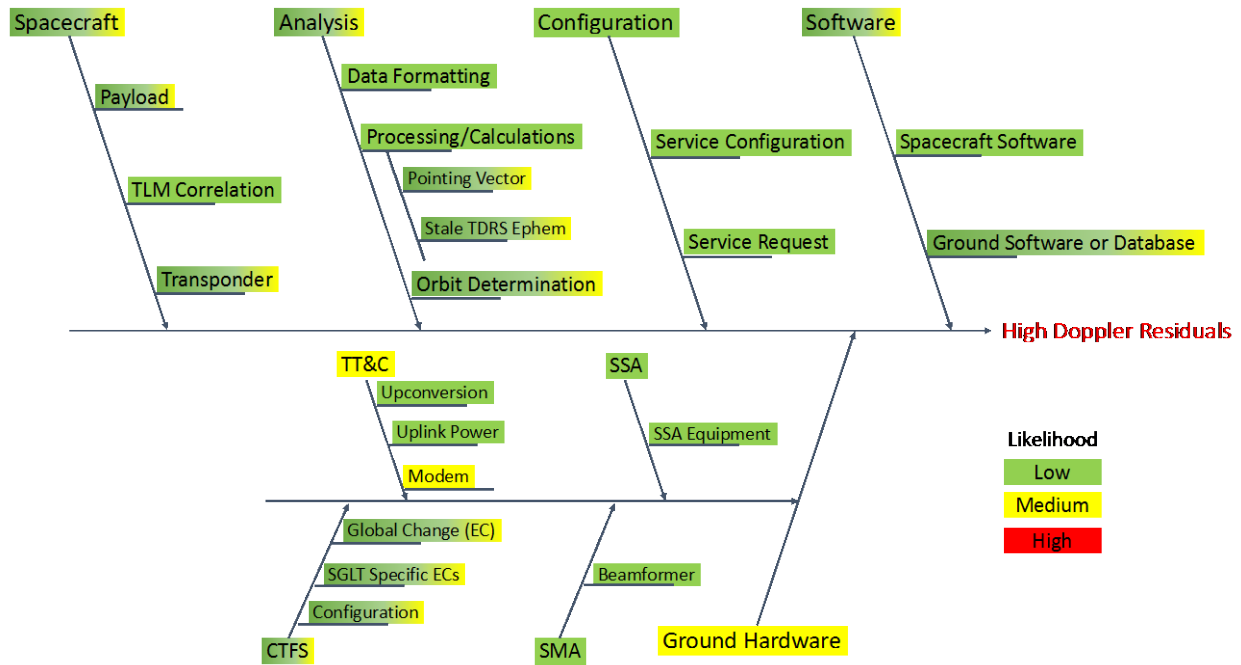 Spacecraft
Analysis
Configuration
Software
Data Formatting
Payload
Processing/Calculations
Service Configuration
Spacecraft Software
Pointing Vector
TLM Correlation
Stale TDRS Ephem
Service Request
Ground Software or Database
Transponder
Orbit Determination
High Doppler Residuals
TT&C
SSA
Upconversion
Uplink Power
SSA Equipment
Modem
Likelihood
Low
Medium
High
Global Change (EC)
SGLT Specific ECs
Beamformer
Configuration
CTFS
SMA
Ground Hardware